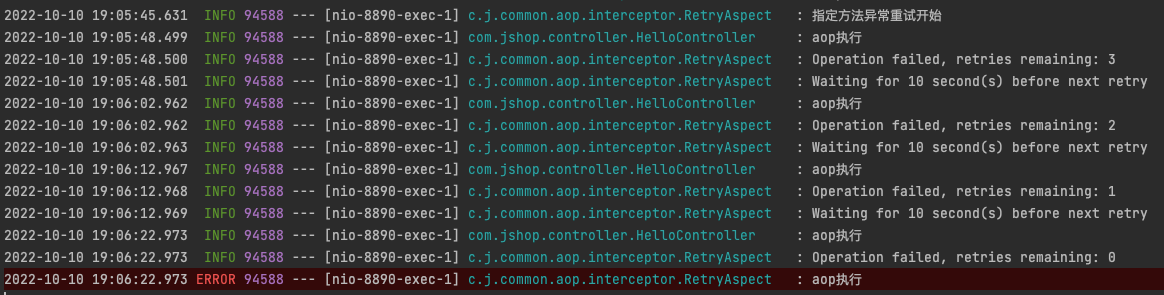 2022-10-10 19:05:45.631  INFO 94588 --- [nio-8890-exec-1] c.j.common.aop.interceptor.RetryAspect   : 指定方法异常重试开始
2022-10-10 19:05:48.499  INFO 94588 --- [nio-8890-exec-1] com.jshop.controller.HelloController     : aop执行
2022-10-10 19:05:48.500  INFO 94588 --- [nio-8890-exec-1] c.j.common.aop.interceptor.RetryAspect   : Operation failed, retries remaining: 3
2022-10-10 19:05:48.501  INFO 94588 --- [nio-8890-exec-1] c.j.common.aop.interceptor.RetryAspect   : Waiting for 10 second(s) before next retry
2022-10-10 19:06:02.962  INFO 94588 --- [nio-8890-exec-1] com.jshop.controller.HelloController     : aop执行
2022-10-10 19:06:02.962  INFO 94588 --- [nio-8890-exec-1] c.j.common.aop.interceptor.RetryAspect   : Operation failed, retries remaining: 2
2022-10-10 19:06:02.963  INFO 94588 --- [nio-8890-exec-1] c.j.common.aop.interceptor.RetryAspect   : Waiting for 10 second(s) before next retry
2022-10-10 19:06:12.967  INFO 94588 --- [nio-8890-exec-1] com.jshop.controller.HelloController     : aop执行
2022-10-10 19:06:12.968  INFO 94588 --- [nio-8890-exec-1] c.j.common.aop.interceptor.RetryAspect   : Operation failed, retries remaining: 1
2022-10-10 19:06:12.969  INFO 94588 --- [nio-8890-exec-1] c.j.common.aop.interceptor.RetryAspect   : Waiting for 10 second(s) before next retry
2022-10-10 19:06:22.973  INFO 94588 --- [nio-8890-exec-1] com.jshop.controller.HelloController     : aop执行
2022-10-10 19:06:22.973  INFO 94588 --- [nio-8890-exec-1] c.j.common.aop.interceptor.RetryAspect   : Operation failed, retries remaining: 0
2022-10-10 19:06:22.973 ERROR 94588 --- [nio-8890-exec-1] c.j.common.aop.interceptor.RetryAspect   : aop执行